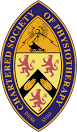 CHARTERED SOCIETY
OF PHYSIOTHERAPY